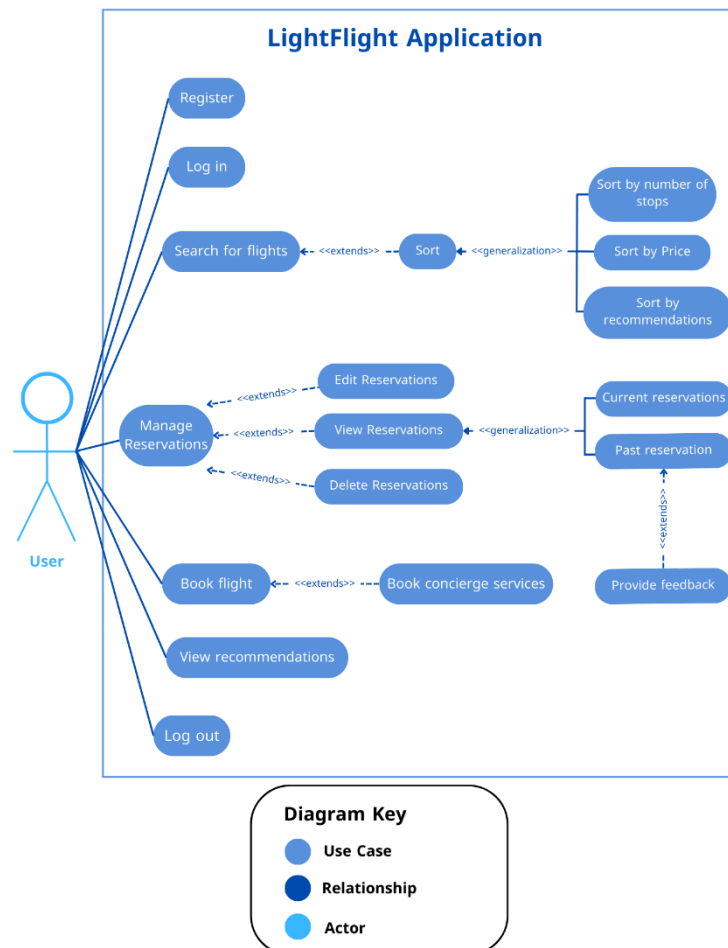 LightFlight Application
Register
Log in
Search for flights
<<extends>>
Sort
<<generalization>>
Sort by number of
stops
Sort by Price
Sort by
recommendations
Manage
Reservations
<<extends>>
Edit Reservations
<<extends>>
View Reservations
<<generalization>>
Current reservations
Past reservation
<<extends>>
Delete Reservations
<<extends>>
Provide feedback
User
Book flight
<<extends>>
Book concierge services
View recommendations
Log out
Diagram Key
Use Case
Relationship
Actor